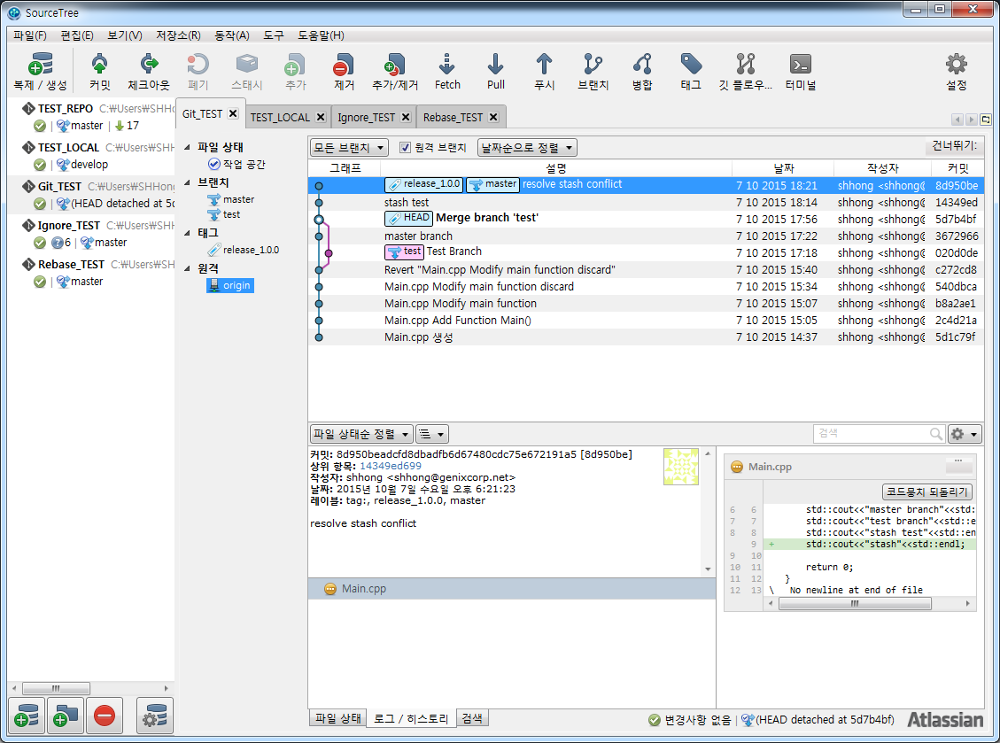 SourceTree
파일(F) 편집(E) 보기(V) 저장소(R) 동작(A) 도구 도움말(H)
복제 / 생성 커밋 체크아웃 폐기 스태시 추가 제거 추가/제거 Fetch Pull 푸시 브랜치 병합 태그 깃 플로우... 터미널 설정
TEST_REPO C:₩Users₩SHHo
master 17
TEST_LOCAL C:₩Users₩SHH
develop
Git_TEST C:₩Users₩SHHong
(HEAD detached at 5d
Ignore_TEST C:₩Users₩SHH
6 master
Rebase_TEST C:₩Users₩SH
master
Git_TEST TEST_LOCAL Ignore_TEST Rebase_TEST
파일 상태
작업 공간
브랜치
master
test
태그
release_1.0.0
원격
origin
모든 브랜치 원격 브랜치 날짜순으로 정렬 건너뛰기:
그래프 설명 날짜 작성자 커밋
release_1.0.0 master resolve stash conflict 7 10 2015 18:21 shhong <shhong@ 8d950be
stash test 7 10 2015 18:14 shhong <shhong@ 14349ed
HEAD Merge branch 'test' 7 10 2015 17:56 shhong <shhong@ 5d7b4bf
master branch 7 10 2015 17:22 shhong <shhong@ 3672966
test Test Branch 7 10 2015 17:18 shhong <shhong@ 020d0de
Revert "Main.cpp Modify main function discard" 7 10 2015 15:40 shhong <shhong@ c272cd8
Main.cpp Modify main function discard 7 10 2015 15:34 shhong <shhong@ 540dbca
Main.cpp Modify main function 7 10 2015 15:07 shhong <shhong@ b8a2ae1
Main.cpp Add Function Main() 7 10 2015 15:05 shhong <shhong@ 2c4d21a
Main.cpp 생성 7 10 2015 14:37 shhong <shhong@ 5d1c79f
파일 상태순 정렬 검색
커밋: 8d950beadcfd8dbadfb6d67480cdc75e672191a5 [8d950be]
상위 항목: 14349ed699
작성자: shhong <shhong@genixcorp.net>
날짜: 2015년 10월 7일 수요일 오후 6:21:23
레이블: tag:, release_1.0.0, master
resolve stash conflict
Main.cpp
Main.cpp
...
코드뭉치 되돌리기
6 6 std::cout<<"master branch"<<std:
7 7 std::cout<<"test branch"<<std::e
8 8 std::cout<<"stash test"<<std::en
9 + std::cout<<"stash"<<std::endl;
9 10
10 11 return 0;
11 12 }
12 13 \ No newline at end of file
파일 상태 로그 / 히스토리 검색 변경사항 없음 (HEAD detached at 5d7b4bf) Atlassian